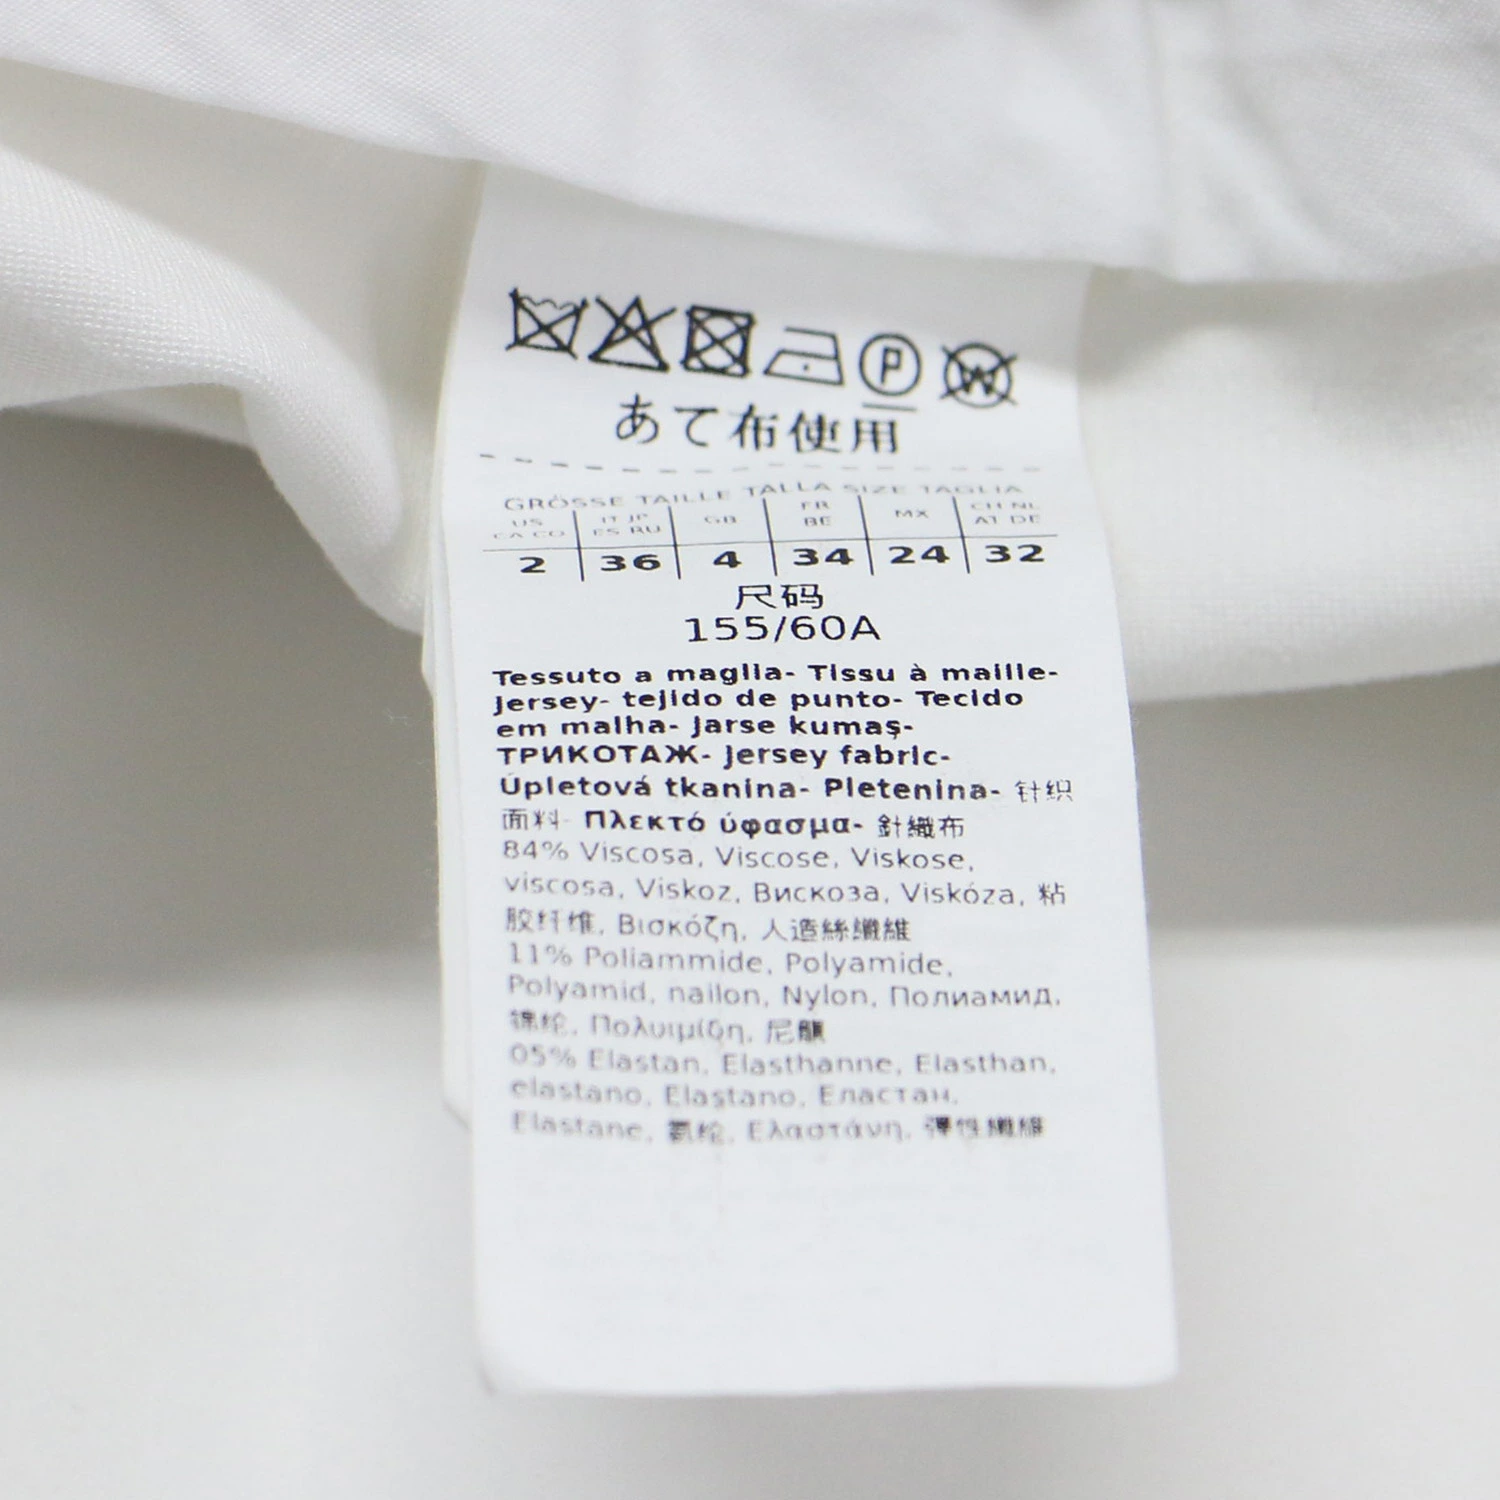 P W
あて布使用
GRÖSSE TAILLE TALLA SIZE TAGLIA
US CA CO IT JP ES RU GB FR BE MX CH NL AT DE
2 36 4 34 24 32
尺码
155/60A
Tessuto a maglia- Tissu à maille-
Jersey- tejido de punto- Tecido
em malha- Jarse kumaş-
ТРИКОТАЖ- Jersey fabric-
Úpletová tkanina- Pletenina- 针织
面料- Πλεκτό ύφασμα- 針織布
84% Viscosa, Viscose, Viskose,
viscosa, Viskoz, Вискоза, Viskóza, 粘
胶纤维, Βισκόζη, 人造絲纖維
11% Poliammide, Polyamide,
Polyamid, nailon, Nylon, Полиамид,
锦纶, Πολυιμίδη, 尼龍
05% Elastan, Elasthanne, Elasthan,
elastano, Elastano, Еластан,
Elastane, 氨纶, Ελαστάνη, 彈性纖維